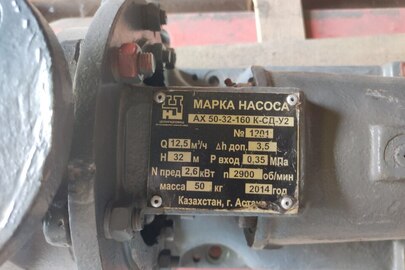 МАРКА НАСОСА
АХ 50-32-160 К-СД-У2
№ 1201
Q 12,5 м³/ч Δh доп. 3,5
H 32 м P вход 0,35 МПа
N пред 2,6 кВт n 2900 об/мин
масса 50 кг 2014 год
Казахстан, г. Астана